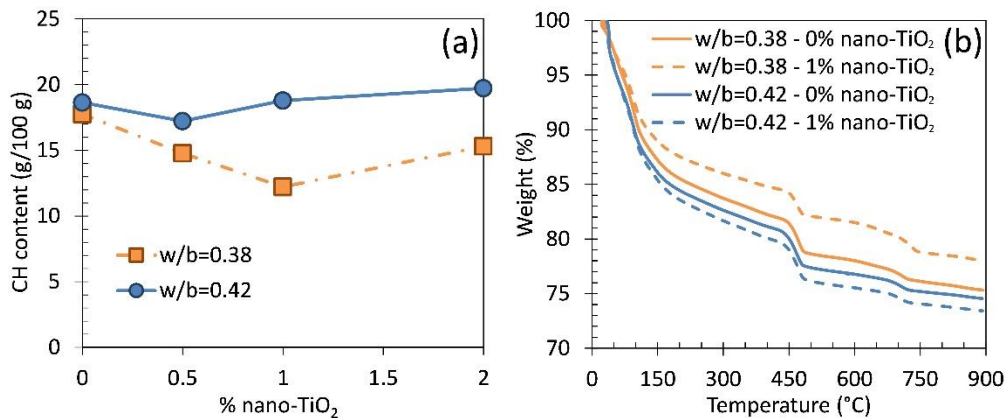 (a)
CH content (g/100 g)
25
20
15
10
5
0
w/b=0.38
w/b=0.42
0 0.5 1 1.5 2
% nano-TiO₂
(b)
Weight (%)
100
95
90
85
80
75
70
w/b=0.38 - 0% nano-TiO₂
w/b=0.38 - 1% nano-TiO₂
w/b=0.42 - 0% nano-TiO₂
w/b=0.42 - 1% nano-TiO₂
0 150 300 450 600 750 900
Temperature (°C)